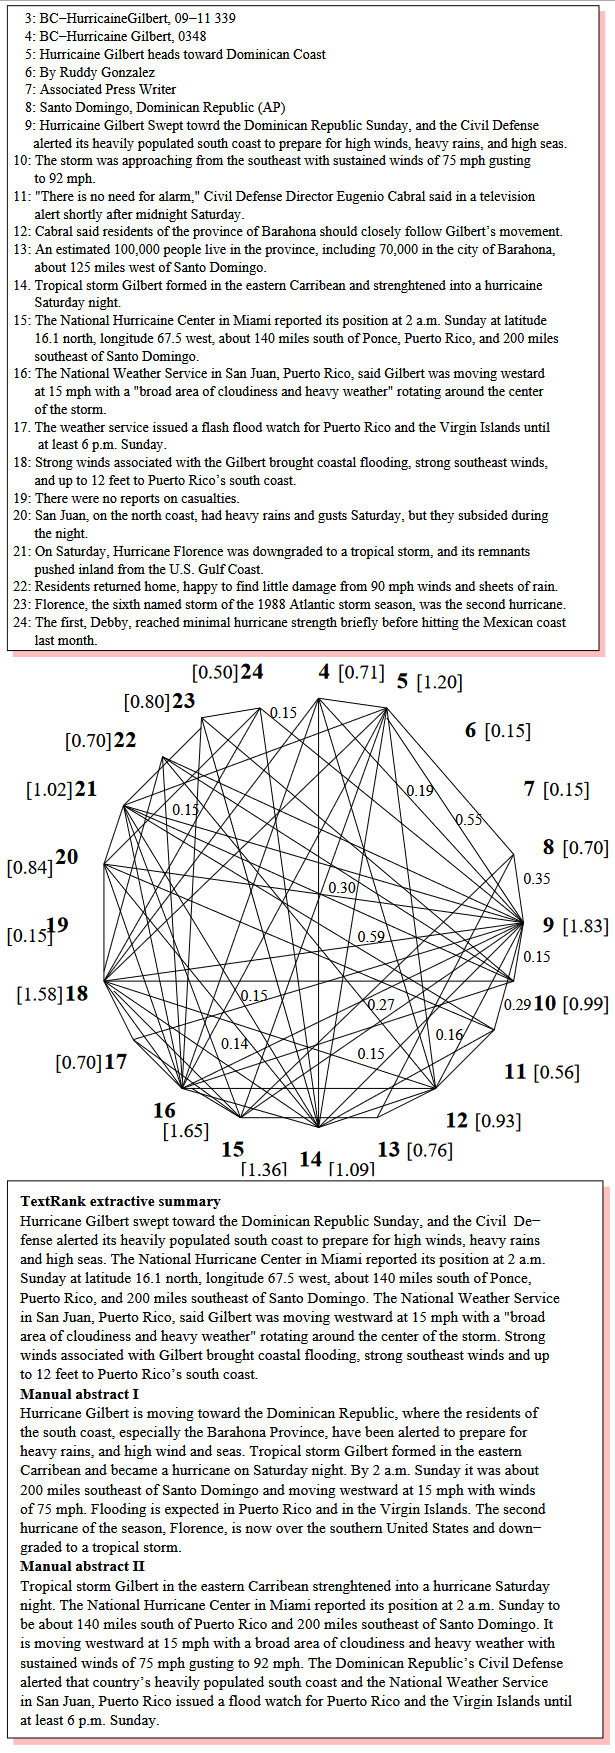 3: BC−HurricaineGilbert, 09−11 339
4: BC−Hurricaine Gilbert, 0348
5: Hurricaine Gilbert heads toward Dominican Coast
6: By Ruddy Gonzalez
7: Associated Press Writer
8: Santo Domingo, Dominican Republic (AP)
9: Hurricaine Gilbert Swept towrd the Dominican Republic Sunday, and the Civil Defense
alerted its heavily populated south coast to prepare for high winds, heavy rains, and high seas.
10: The storm was approaching from the southeast with sustained winds of 75 mph gusting
to 92 mph.
11: "There is no need for alarm," Civil Defense Director Eugenio Cabral said in a television
alert shortly after midnight Saturday.
12: Cabral said residents of the province of Barahona should closely follow Gilbert's movement.
13: An estimated 100,000 people live in the province, including 70,000 in the city of Barahona,
about 125 miles west of Santo Domingo.
14. Tropical storm Gilbert formed in the eastern Carribean and strenghtened into a hurricaine
Saturday night.
15: The National Hurricaine Center in Miami reported its position at 2 a.m. Sunday at latitude
16.1 north, longitude 67.5 west, about 140 miles south of Ponce, Puerto Rico, and 200 miles
southeast of Santo Domingo.
16: The National Weather Service in San Juan, Puerto Rico, said Gilbert was moving westard
at 15 mph with a "broad area of cloudiness and heavy weather" rotating around the center
of the storm.
17. The weather service issued a flash flood watch for Puerto Rico and the Virgin Islands until
at least 6 p.m. Sunday.
18: Strong winds associated with the Gilbert brought coastal flooding, strong southeast winds,
and up to 12 feet to Puerto Rico's south coast.
19: There were no reports on casualties.
20: San Juan, on the north coast, had heavy rains and gusts Saturday, but they subsided during
the night.
21: On Saturday, Hurricane Florence was downgraded to a tropical storm, and its remnants
pushed inland from the U.S. Gulf Coast.
22: Residents returned home, happy to find little damage from 90 mph winds and sheets of rain.
23: Florence, the sixth named storm of the 1988 Atlantic storm season, was the second hurricane.
24: The first, Debby, reached minimal hurricane strength briefly before hitting the Mexican coast
last month.
[0.50]24 4 [0.71] 5 [1.20]
[0.80]23 0.15
6 [0.15]
[0.70]22
[1.02]21 0.19 7 [0.15]
0.15 0.55
[0.84]20 8 [0.70]
0.30 0.35
[0.15]19 0.59 9 [1.83]
0.15
[1.58]18 0.15 0.27 0.29 10 [0.99]
0.14 0.16
[0.70]17 0.15 11 [0.56]
16 12 [0.93]
[1.65]
15 14 13 [0.76]
[1.36] [1.09]
TextRank extractive summary
Hurricane Gilbert swept toward the Dominican Republic Sunday, and the Civil De−
fense alerted its heavily populated south coast to prepare for high winds, heavy rains
and high seas. The National Hurricane Center in Miami reported its position at 2 a.m.
Sunday at latitude 16.1 north, longitude 67.5 west, about 140 miles south of Ponce,
Puerto Rico, and 200 miles southeast of Santo Domingo. The National Weather Service
in San Juan, Puerto Rico, said Gilbert was moving westward at 15 mph with a "broad
area of cloudiness and heavy weather" rotating around the center of the storm. Strong
winds associated with Gilbert brought coastal flooding, strong southeast winds and up
to 12 feet to Puerto Rico's south coast.
Manual abstract I
Hurricane Gilbert is moving toward the Dominican Republic, where the residents of
the south coast, especially the Barahona Province, have been alerted to prepare for
heavy rains, and high wind and seas. Tropical storm Gilbert formed in the eastern
Carribean and became a hurricane on Saturday night. By 2 a.m. Sunday it was about
200 miles southeast of Santo Domingo and moving westward at 15 mph with winds
of 75 mph. Flooding is expected in Puerto Rico and in the Virgin Islands. The second
hurricane of the season, Florence, is now over the southern United States and down−
graded to a tropical storm.
Manual abstract II
Tropical storm Gilbert in the eastern Carribean strenghtened into a hurricane Saturday
night. The National Hurricane Center in Miami reported its position at 2 a.m. Sunday to
be about 140 miles south of Puerto Rico and 200 miles southeast of Santo Domingo. It
is moving westward at 15 mph with a broad area of cloudiness and heavy weather with
sustained winds of 75 mph gusting to 92 mph. The Dominican Republic's Civil Defense
alerted that country's heavily populated south coast and the National Weather Service
in San Juan, Puerto Rico issued a flood watch for Puerto Rico and the Virgin Islands until
at least 6 p.m. Sunday.